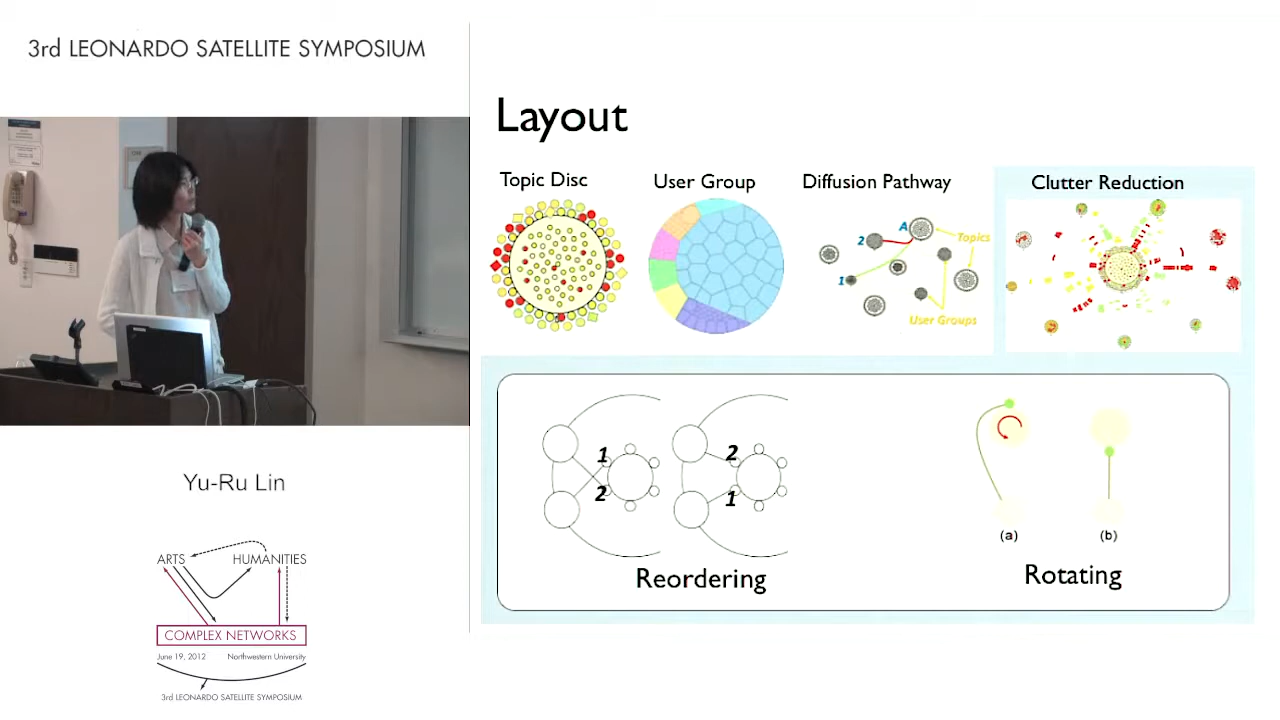 3rd LEONARDO SATELLITE SYMPOSIUM
Layout
Topic Disc
User Group
Diffusion Pathway
Clutter Reduction
A
2
Topics
1
User Groups
1
2
2
1
Reordering
(a)
(b)
Rotating
Yu-Ru Lin
ARTS
HUMANITIES
COMPLEX NETWORKS
June 19, 2012
Northwestern University
3rd LEONARDO SATELLITE SYMPOSIUM